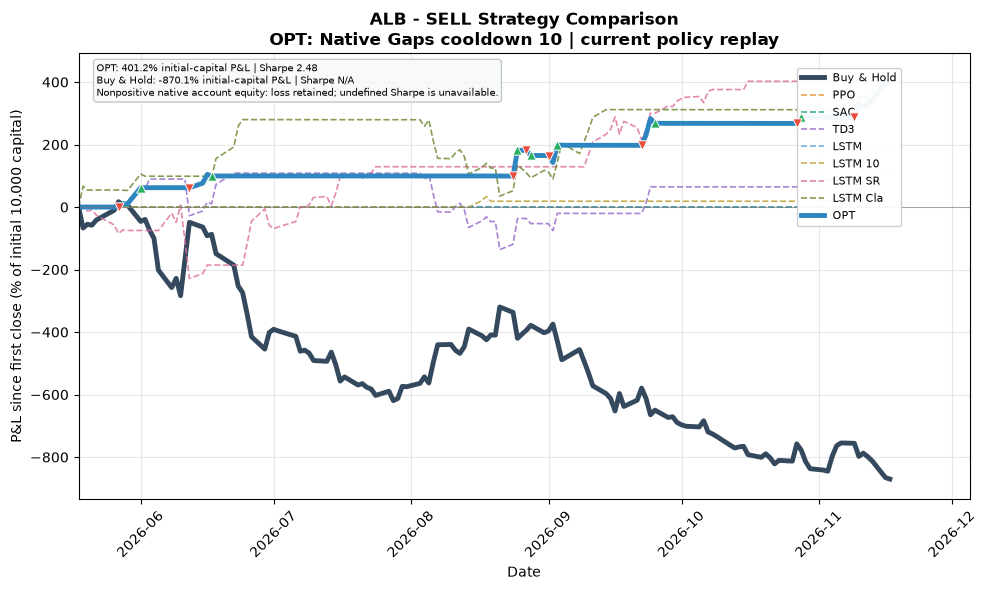 ALB - SELL Strategy Comparison
OPT: Native Gaps cooldown 10 | current policy replay
OPT: 401.2% initial-capital P&L | Sharpe 2.48
Buy & Hold: -870.1% initial-capital P&L | Sharpe N/A
Nonpositive native account equity: loss retained; undefined Sharpe is unavailable.
Buy & Hold
PPO
SAC
TD3
LSTM
LSTM 10
LSTM SR
LSTM Cla
OPT
P&L since first close (% of initial 10,000 capital)
400
200
0
−200
−400
−600
−800
2026-06
2026-07
2026-08
2026-09
2026-10
2026-11
2026-12
Date